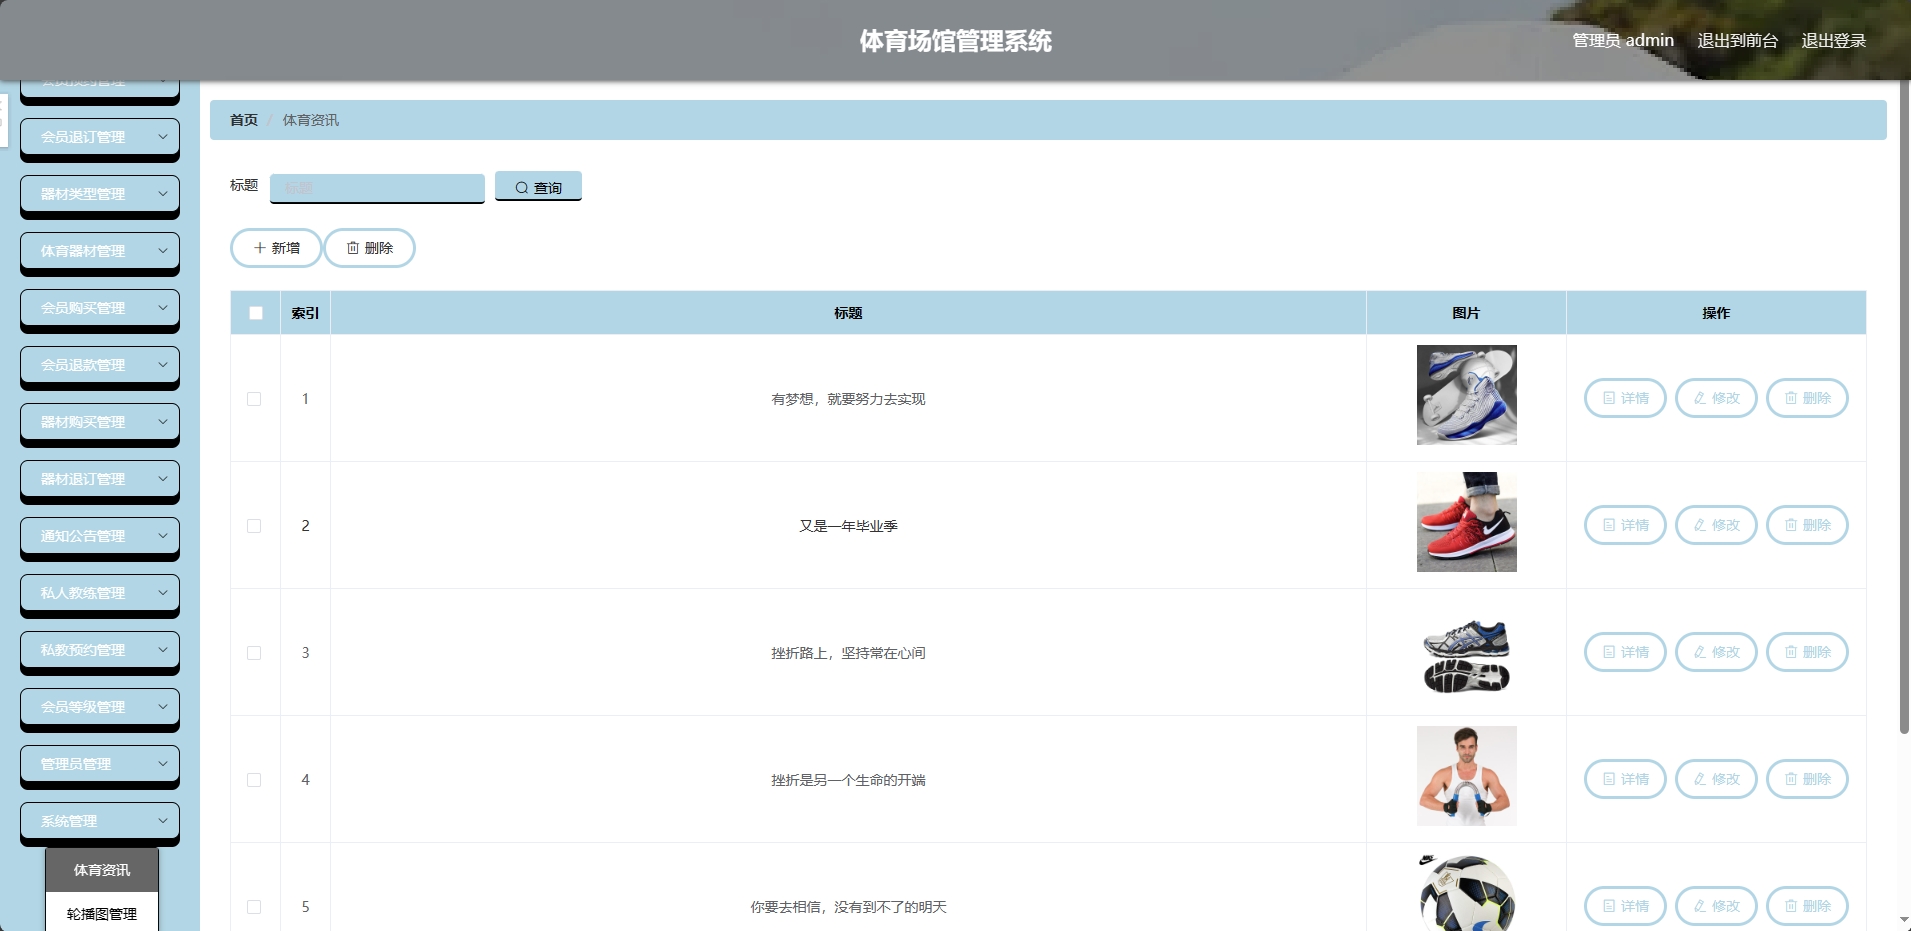 体育场馆管理系统
管理员 admin
退出到前台
退出登录
会员退订管理
器材类型管理
体育器材管理
会员购买管理
会员退款管理
器材购买管理
器材退订管理
通知公告管理
私人教练管理
私教预约管理
会员等级管理
管理员管理
系统管理
体育资讯
轮播图管理
首页 / 体育资讯
标题 标题 查询
新增 删除
索引 标题 图片 操作
1 有梦想，就要努力去实现 详情 修改 删除
2 又是一年毕业季 详情 修改 删除
3 挫折路上，坚持常在心间 详情 修改 删除
4 挫折是另一个生命的开端 详情 修改 删除
5 你要去相信，没有到不了的明天 详情 修改 删除